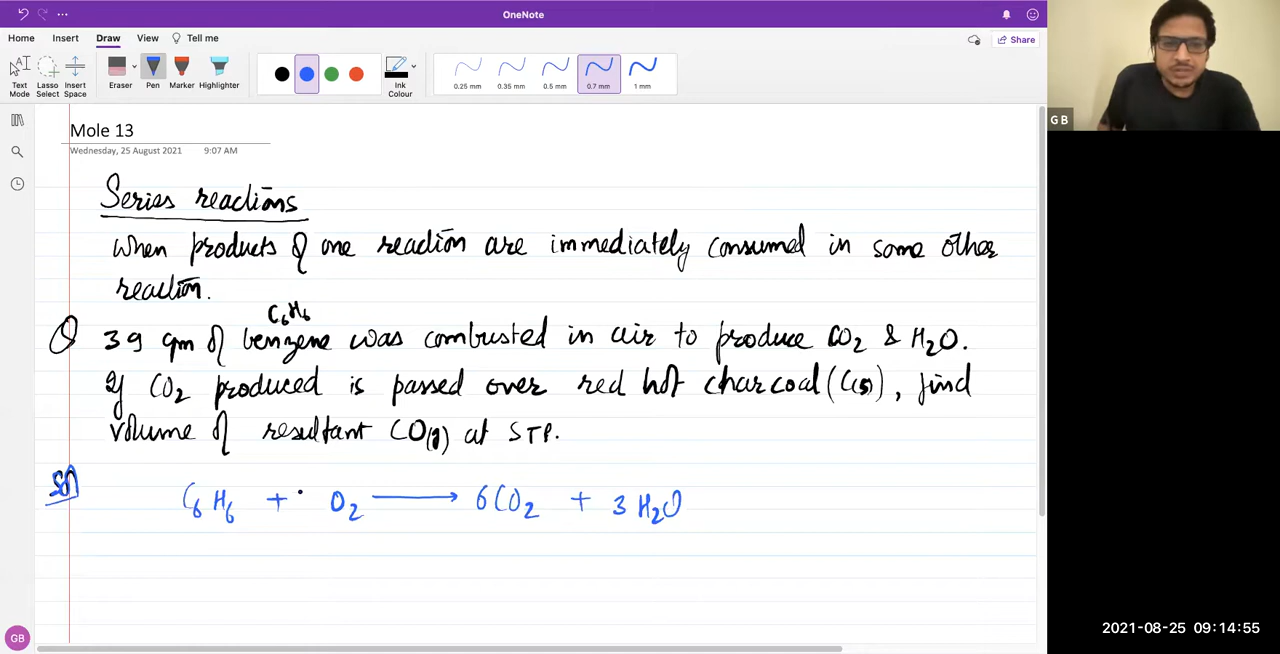 OneNote
Home Insert Draw View Tell me
Share
Text Mode Lasso Select Insert Space Eraser Pen Marker Highlighter Ink Colour 0.25 mm 0.35 mm 0.5 mm 0.7 mm 1 mm
GB
Mole 13
Wednesday, 25 August 2021 9:07 AM
Series reactions
When products of one reaction are immediately consumed in some other
reaction.
C₆H₆
Q 39 gm of benzene was combusted in air to produce CO₂ & H₂O.
If CO₂ produced is passed over red hot charcoal (C(s)), find
volume of resultant CO(g) at STP.
Sol
C₆H₆ + O₂ ⟶ 6CO₂ + 3H₂O
GB
2021-08-25 09:14:55